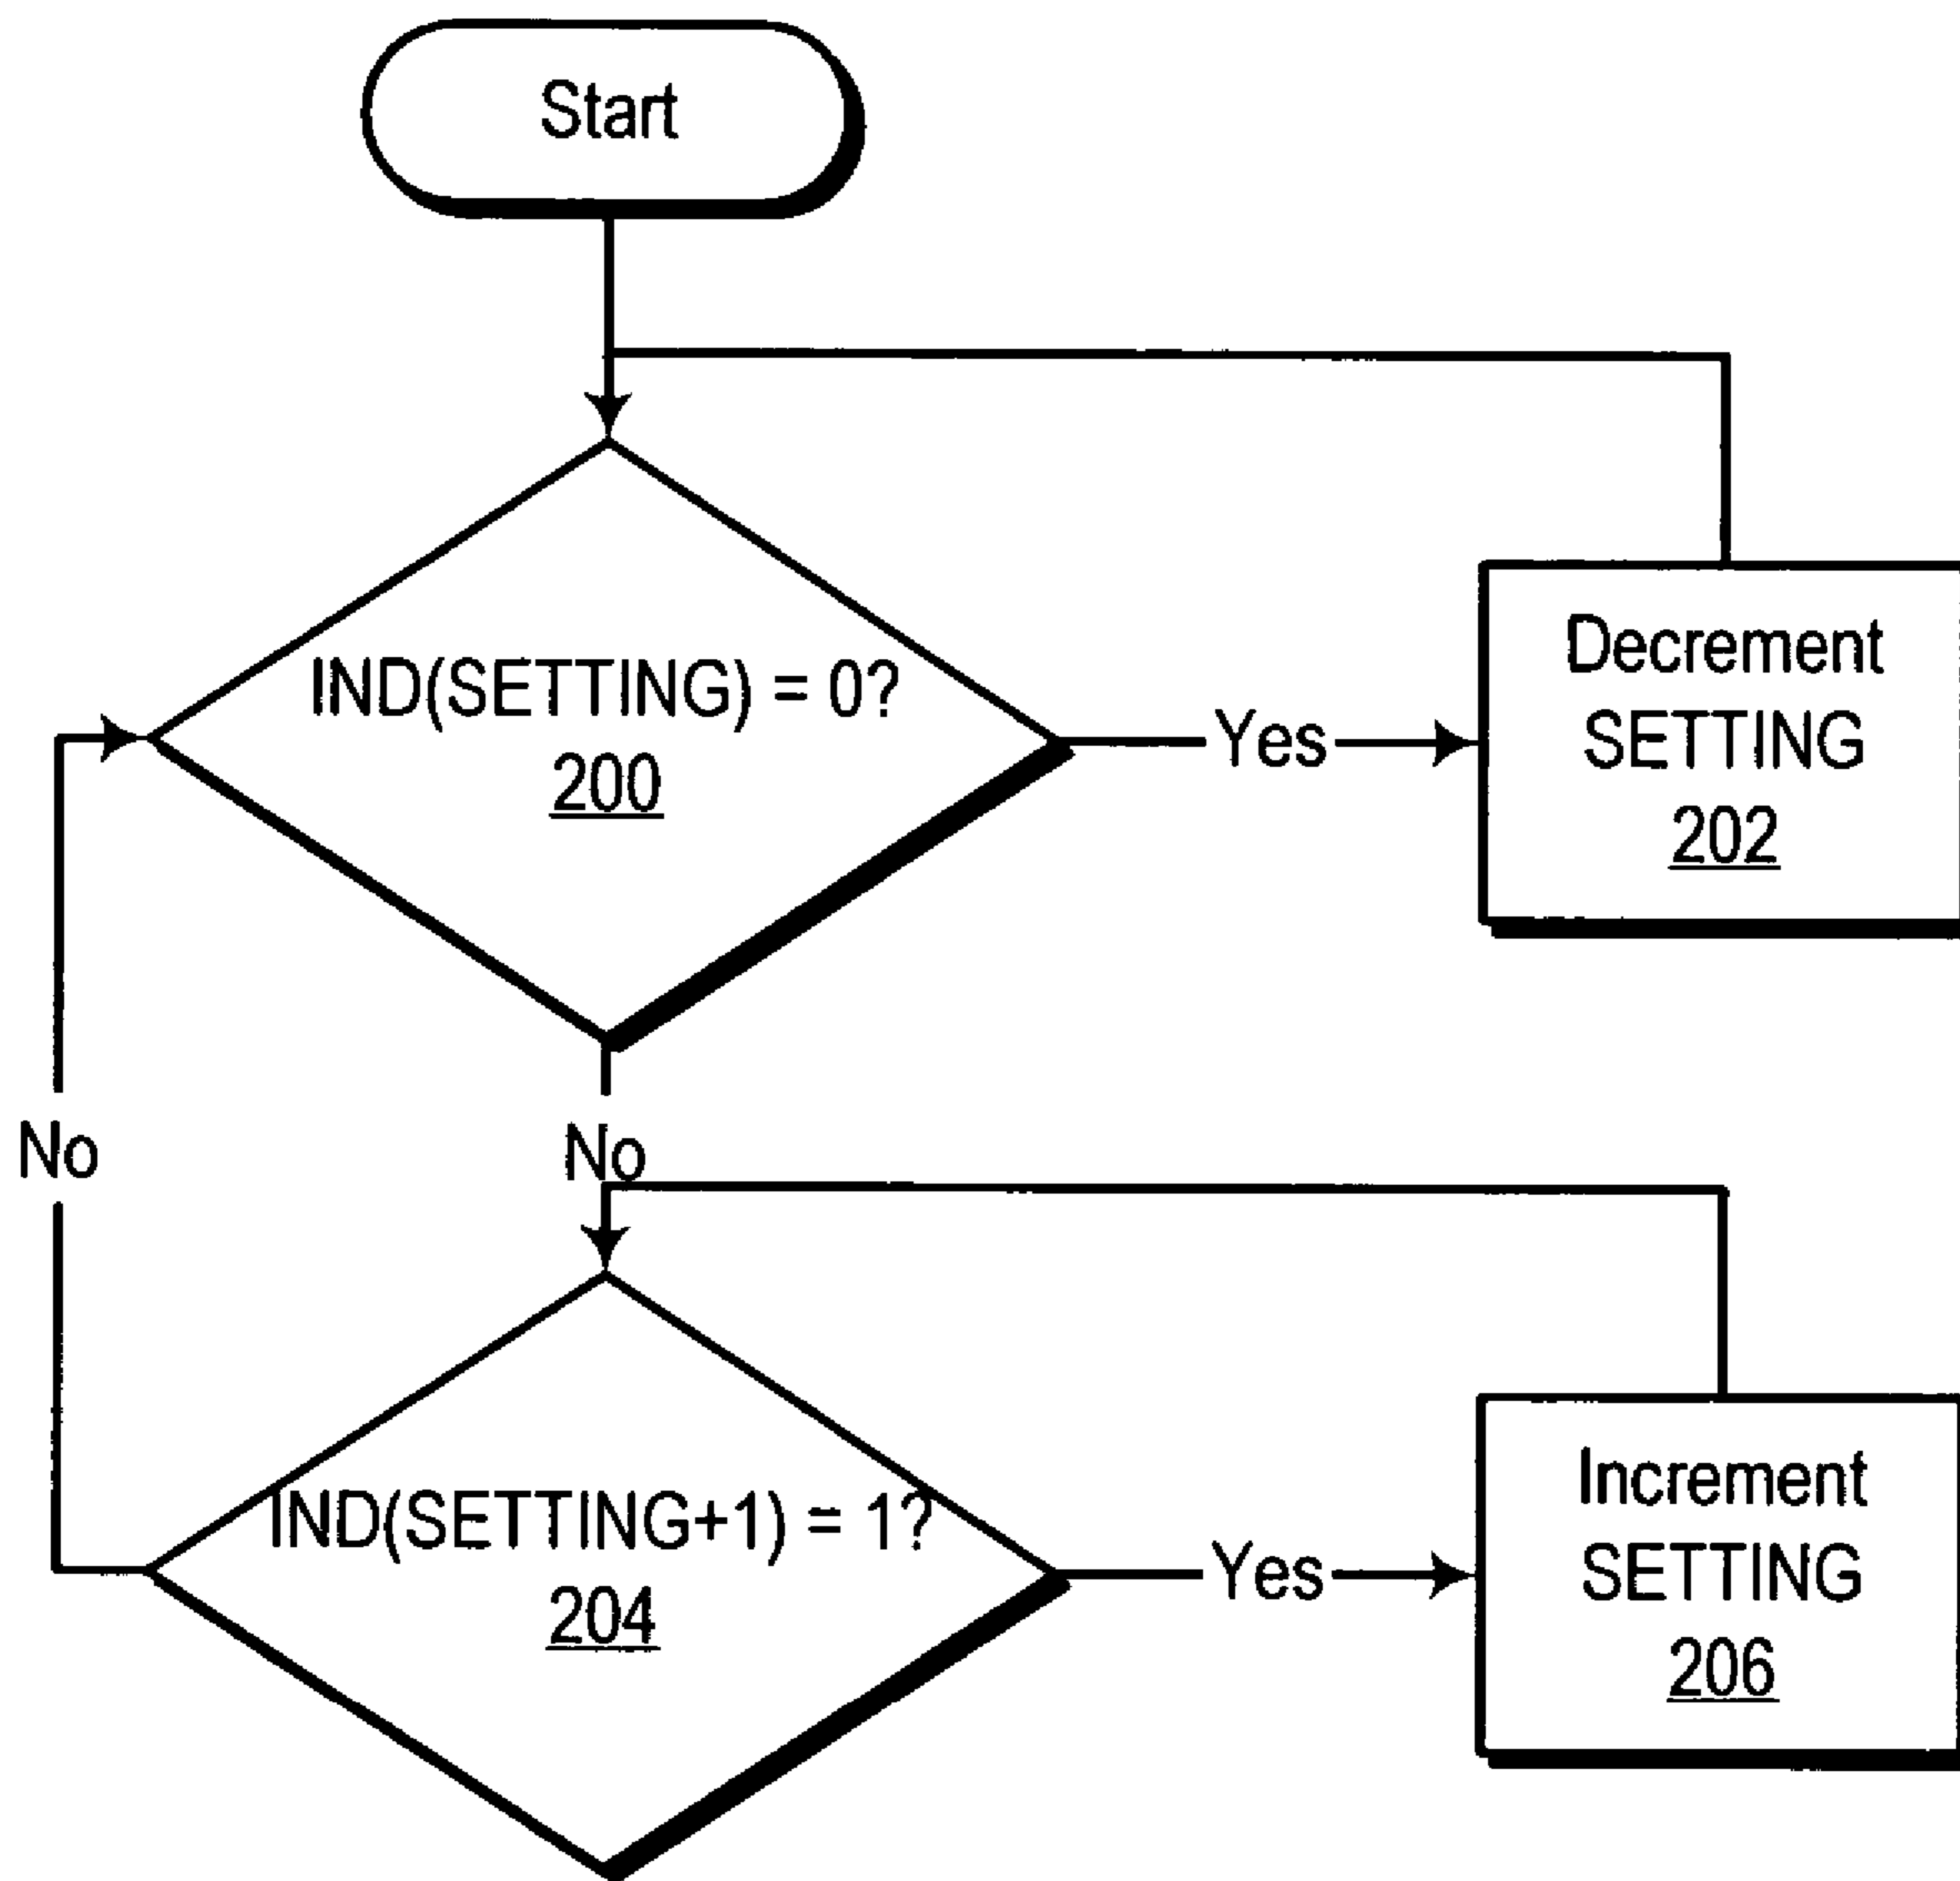 Start
IND(SETTING) = 0?
200
Yes
Decrement
SETTING
202
No
No
IND(SETTING+1) = 1?
204
Yes
Increment
SETTING
206